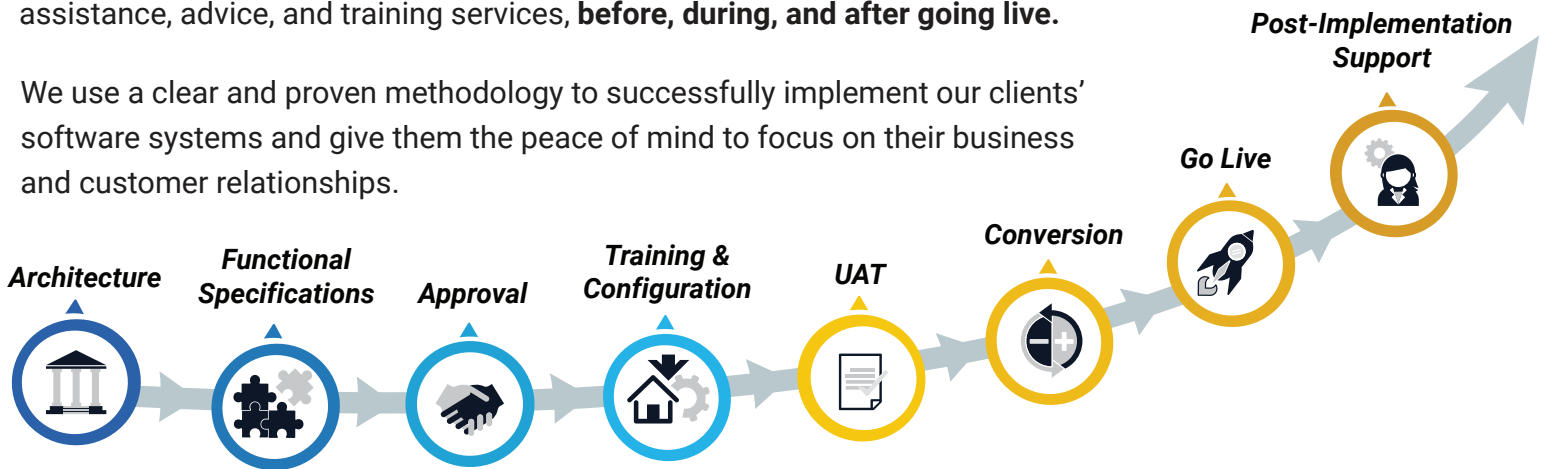 assistance, advice, and training services, before, during, and after going live.
We use a clear and proven methodology to successfully implement our clients’
software systems and give them the peace of mind to focus on their business
and customer relationships.
Architecture
Functional
Specifications
Approval
Training &
Configuration
UAT
Conversion
Go Live
Post-Implementation
Support